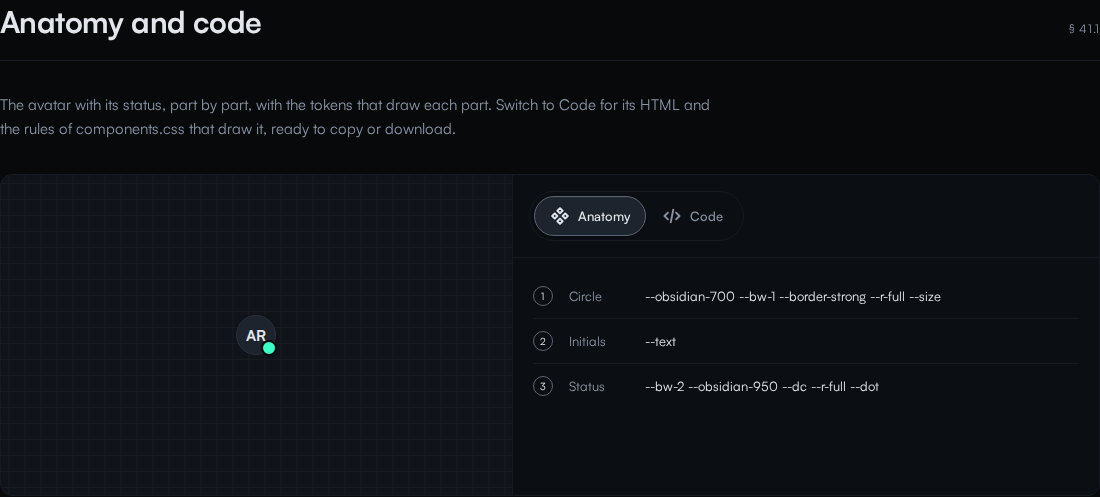 Anatomy and code
§ 41.1
The avatar with its status, part by part, with the tokens that draw each part. Switch to Code for its HTML and
the rules of components.css that draw it, ready to copy or download.
Anatomy
Code
AR
1 Circle --obsidian-700 --bw-1 --border-strong --r-full --size
2 Initials --text
3 Status --bw-2 --obsidian-950 --dc --r-full --dot